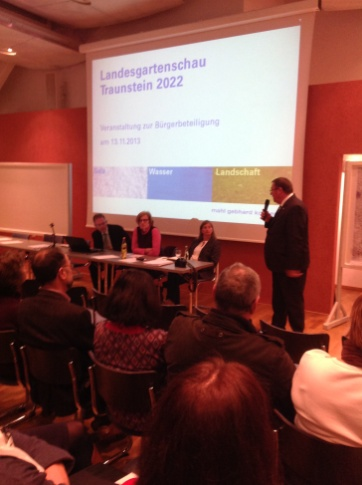 Landesgartenschau
Traunstein 2022
Veranstaltung zur Bürgerbeteiligung
am 13.11.2013
Wasser
Landschaft